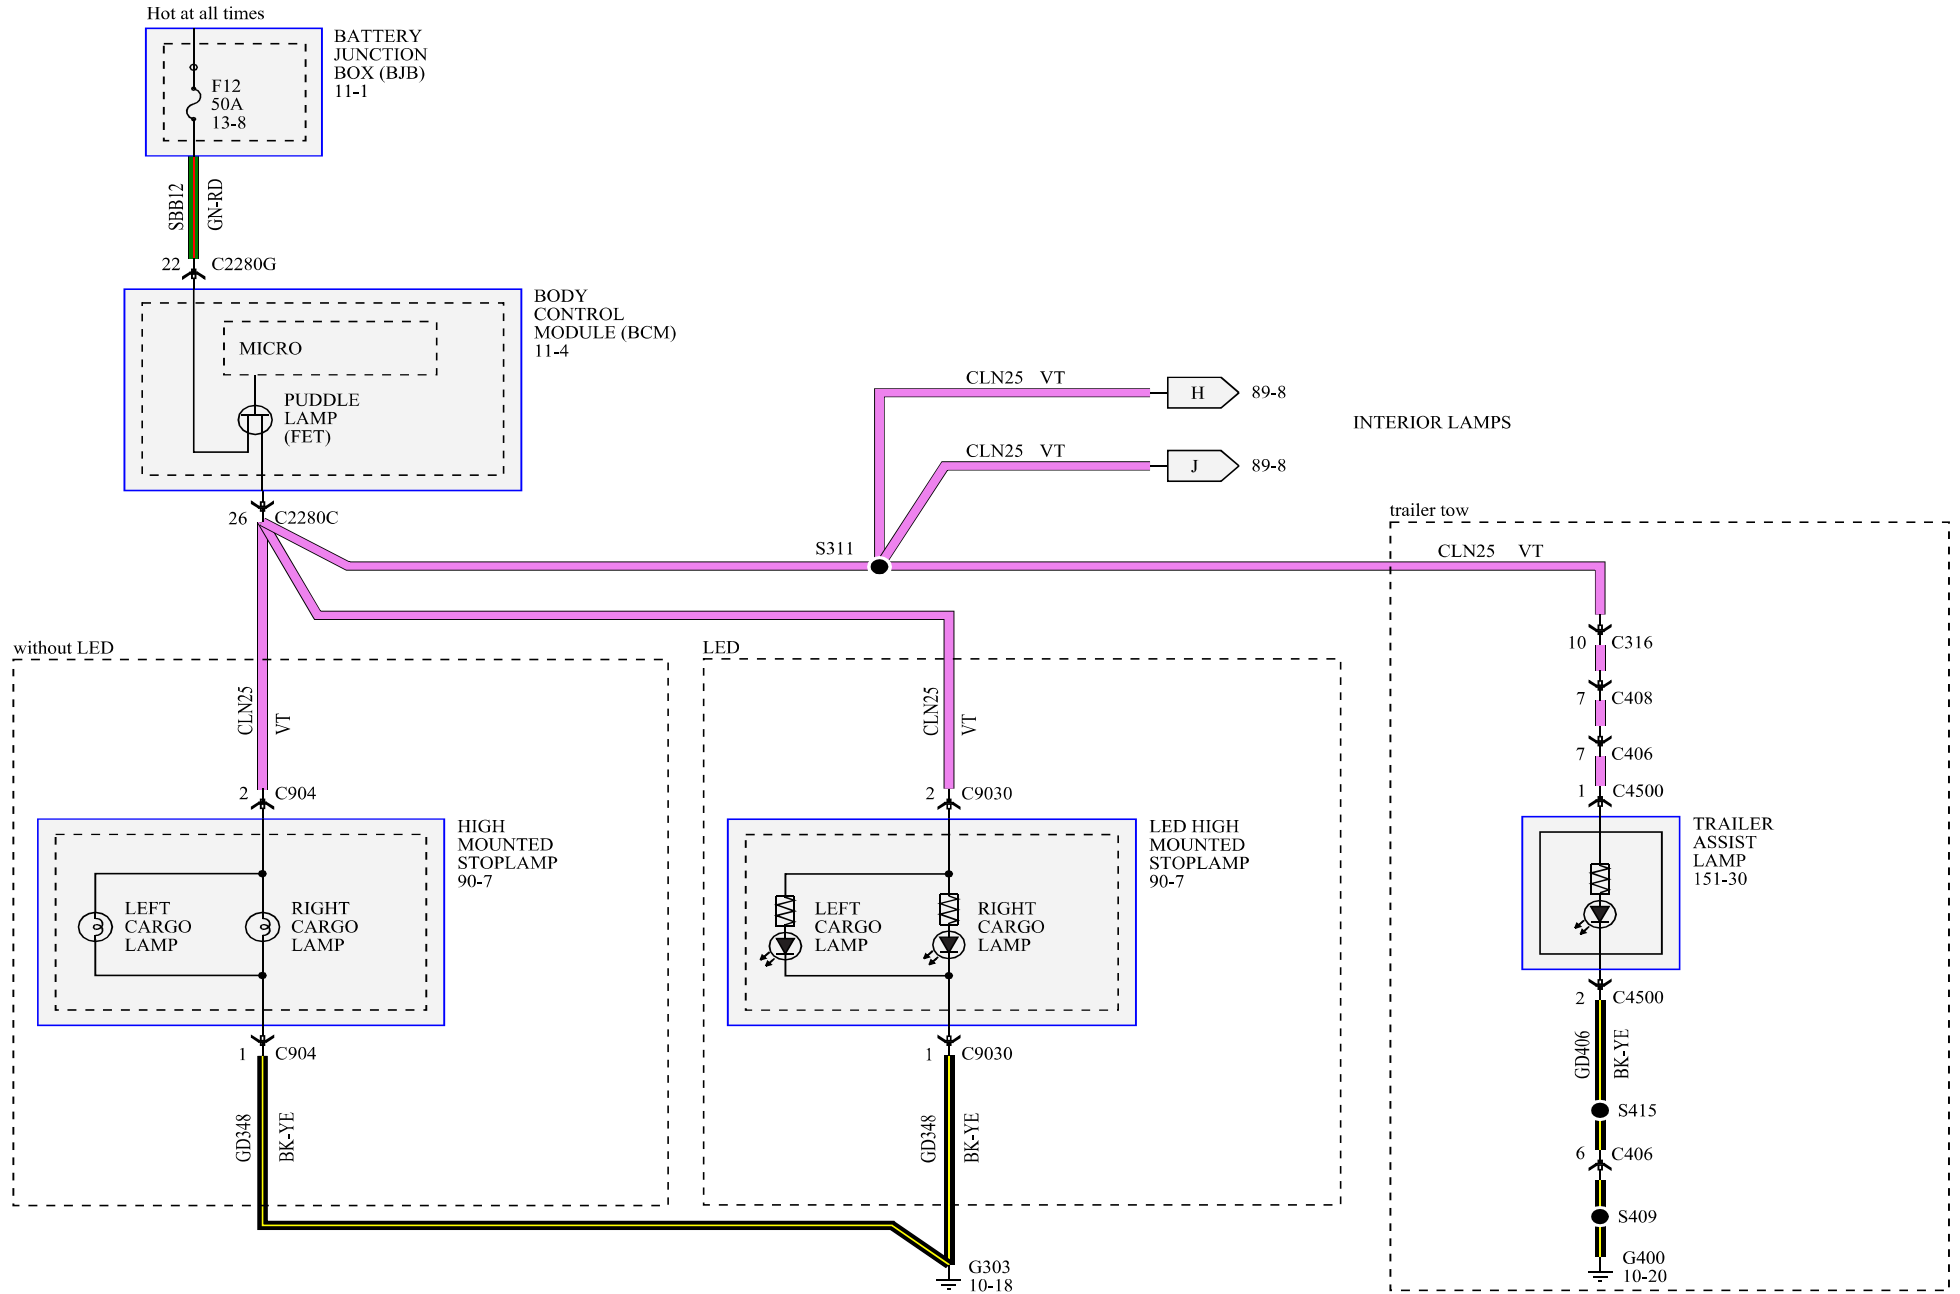 Hot at all times
BATTERY
JUNCTION
BOX (BJB)
11-1
F12
50A
13-8
SBB12
GN-RD
22
C2280G
BODY
CONTROL
MODULE (BCM)
11-4
MICRO
PUDDLE
LAMP
(FET)
26
C2280C
CLN25 VT
H
89-8
INTERIOR LAMPS
CLN25 VT
J
89-8
S311
trailer tow
CLN25 VT
without LED
CLN25
VT
2
C904
HIGH
MOUNTED
STOPLAMP
90-7
LEFT
CARGO
LAMP
RIGHT
CARGO
LAMP
1
C904
GD348
BK-YE
LED
CLN25
VT
2
C9030
LED HIGH
MOUNTED
STOPLAMP
90-7
LEFT
CARGO
LAMP
RIGHT
CARGO
LAMP
1
C9030
GD348
BK-YE
G303
10-18
10
C316
7
C408
7
C406
1
C4500
TRAILER
ASSIST
LAMP
151-30
2
C4500
GD406
BK-YE
S415
6
C406
S409
G400
10-20